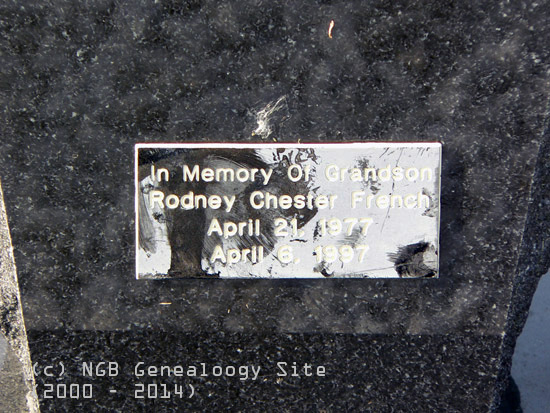 In Memory Of Grandson
Rodney Chester French
April 21, 1977
April 6, 1997
(c) NGB Genealoogy Site
(2000 - 2014)